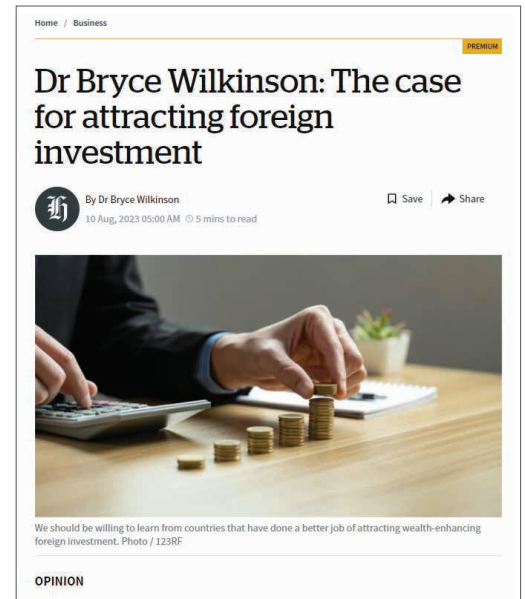 Home / Business
PREMIUM
Dr Bryce Wilkinson: The case
for attracting foreign
investment
By Dr Bryce Wilkinson
10 Aug, 2023 05:00 AM 5 mins to read
Save
Share
We should be willing to learn from countries that have done a better job of attracting wealth-enhancing
foreign investment. Photo / 123RF
OPINION